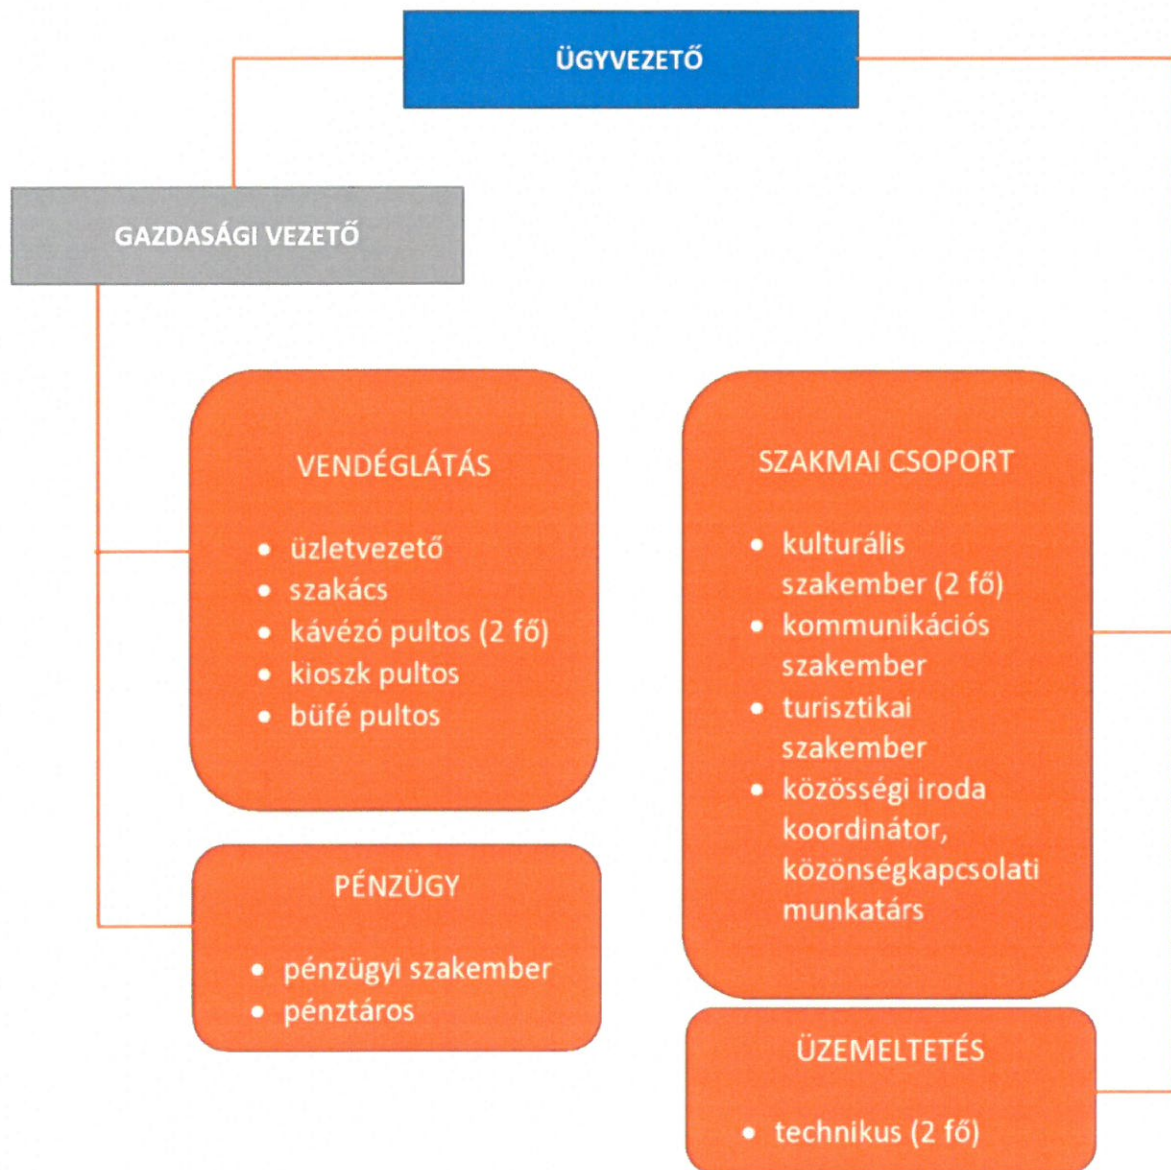 ÜGYVEZETŐ
GAZDASÁGI VEZETŐ
VENDÉGLÁTÁS
• üzletvezető
• szakács
• kávézó pultos (2 fő)
• kioszk pultos
• büfé pultos
PÉNZÜGY
• pénzügyi szakember
• pénztáros
SZAKMAI CSOPORT
• kulturális
szakember (2 fő)
• kommunikációs
szakember
• turisztikai
szakember
• közösségi iroda
koordinátor,
közönségkapcsolati
munkatárs
ÜZEMELTETÉS
• technikus (2 fő)